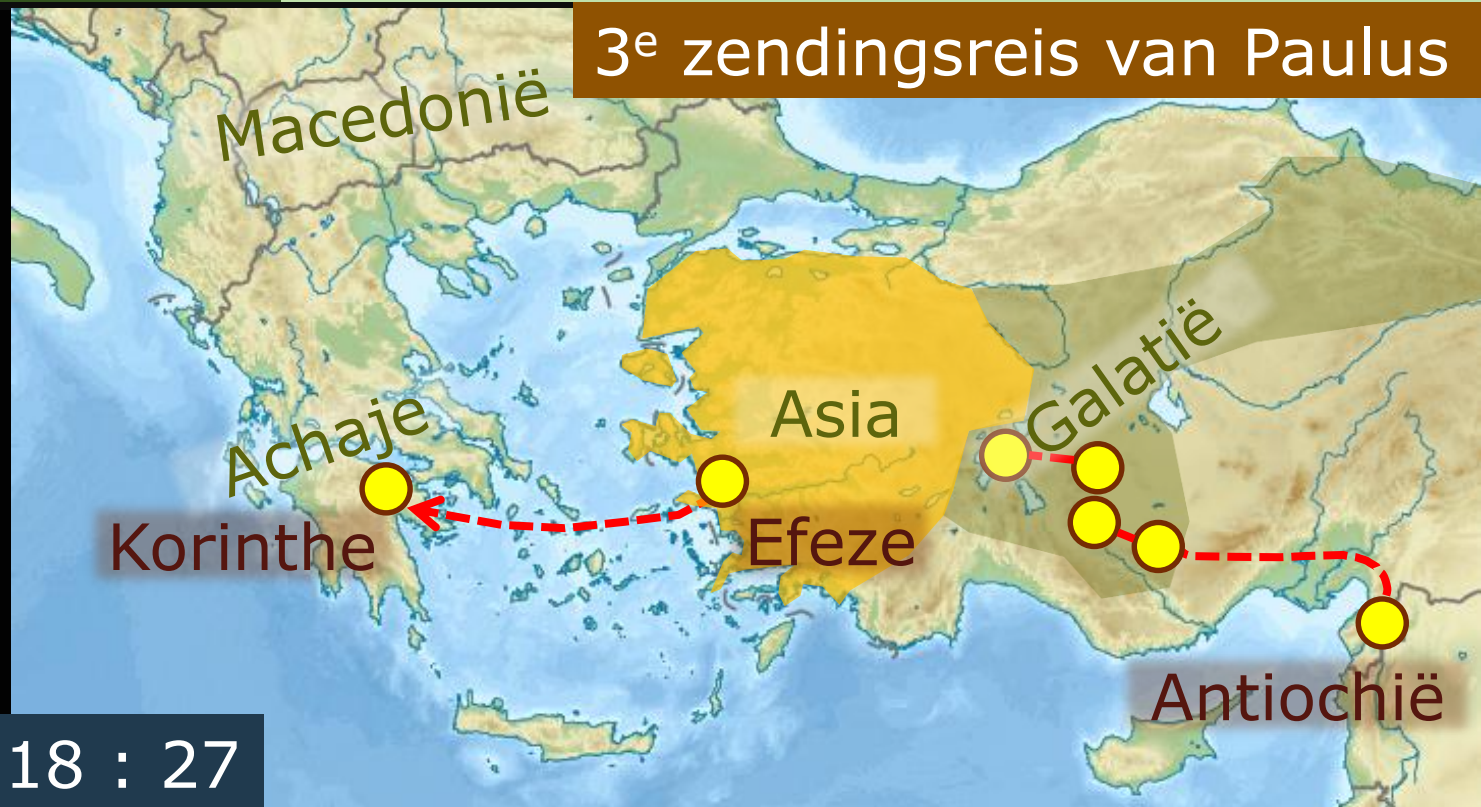 3e zendingsreis van Paulus
Macedonië
Galatië
Asia
Achaje
Korinthe
Efeze
Antiochië
18 : 27